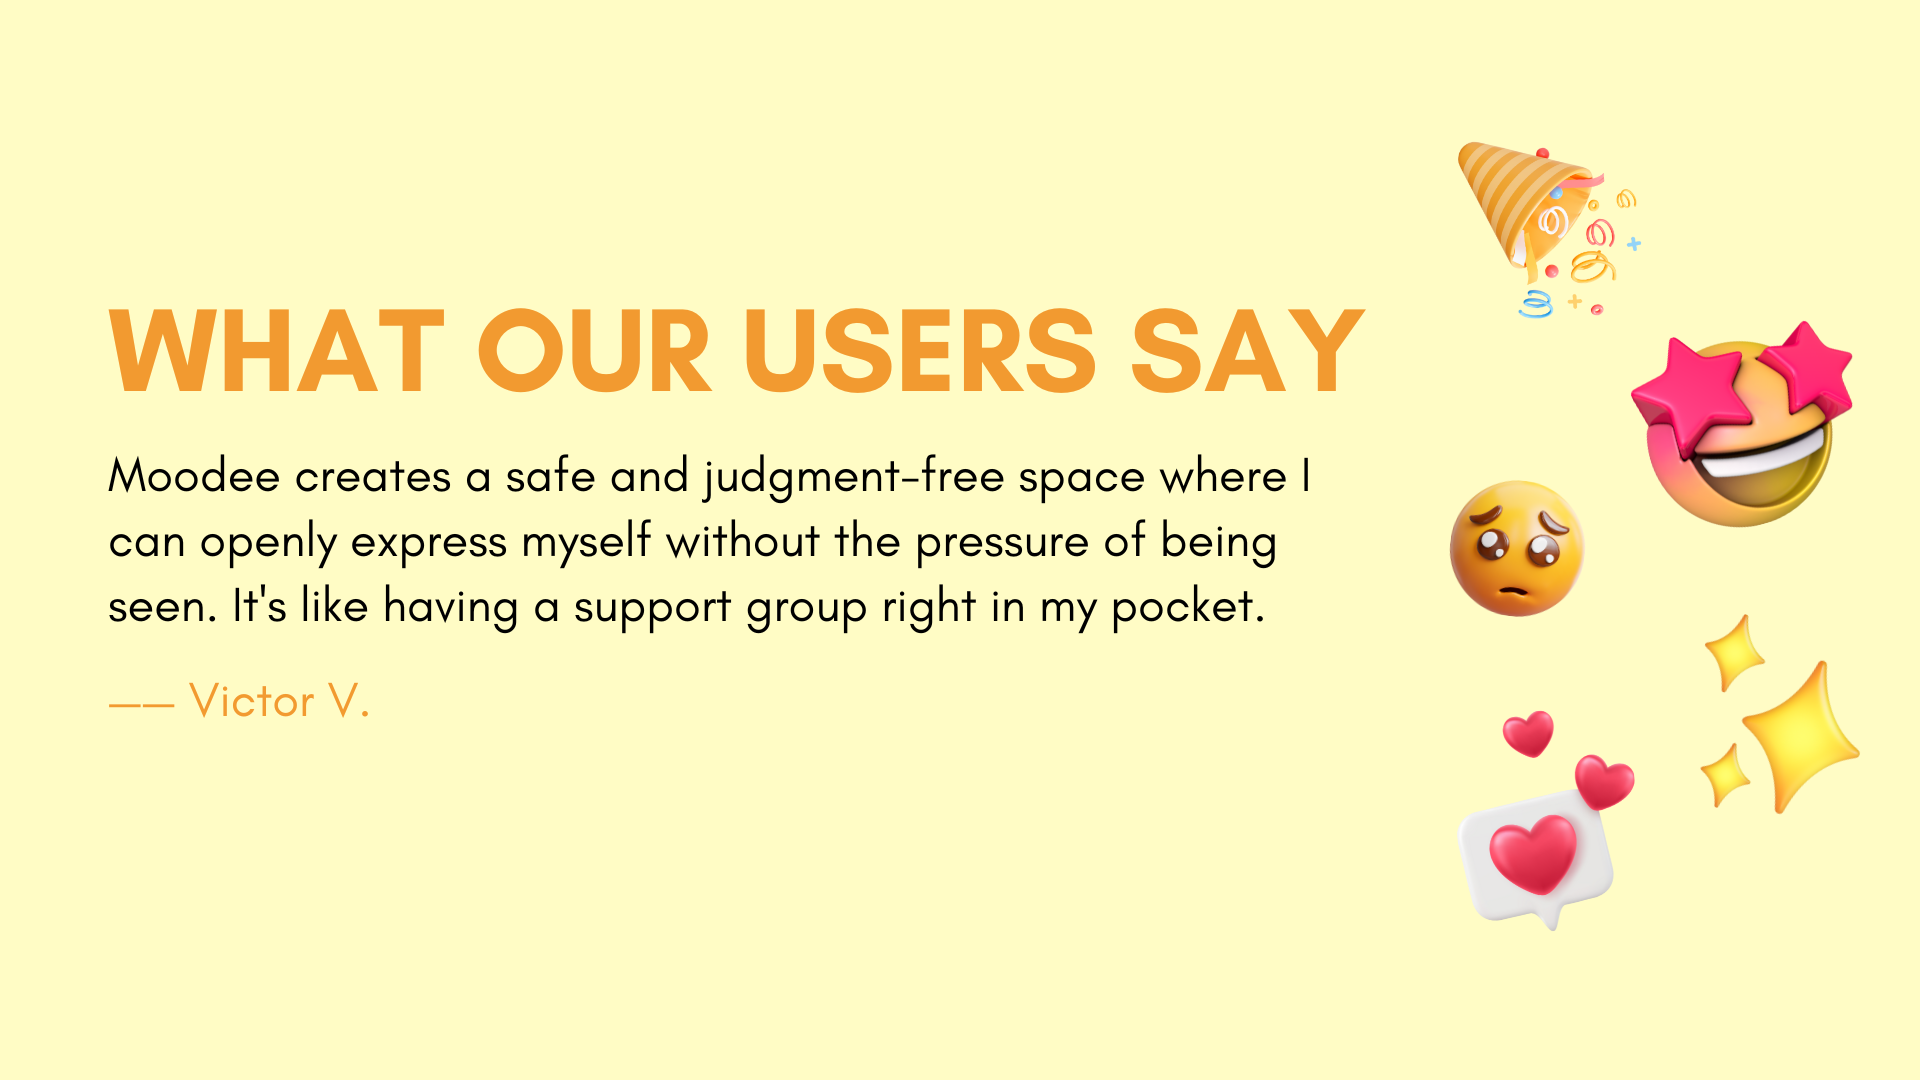 WHAT OUR USERS SAY
Moodee creates a safe and judgment-free space where I
can openly express myself without the pressure of being
seen. It's like having a support group right in my pocket.
—— Victor V.